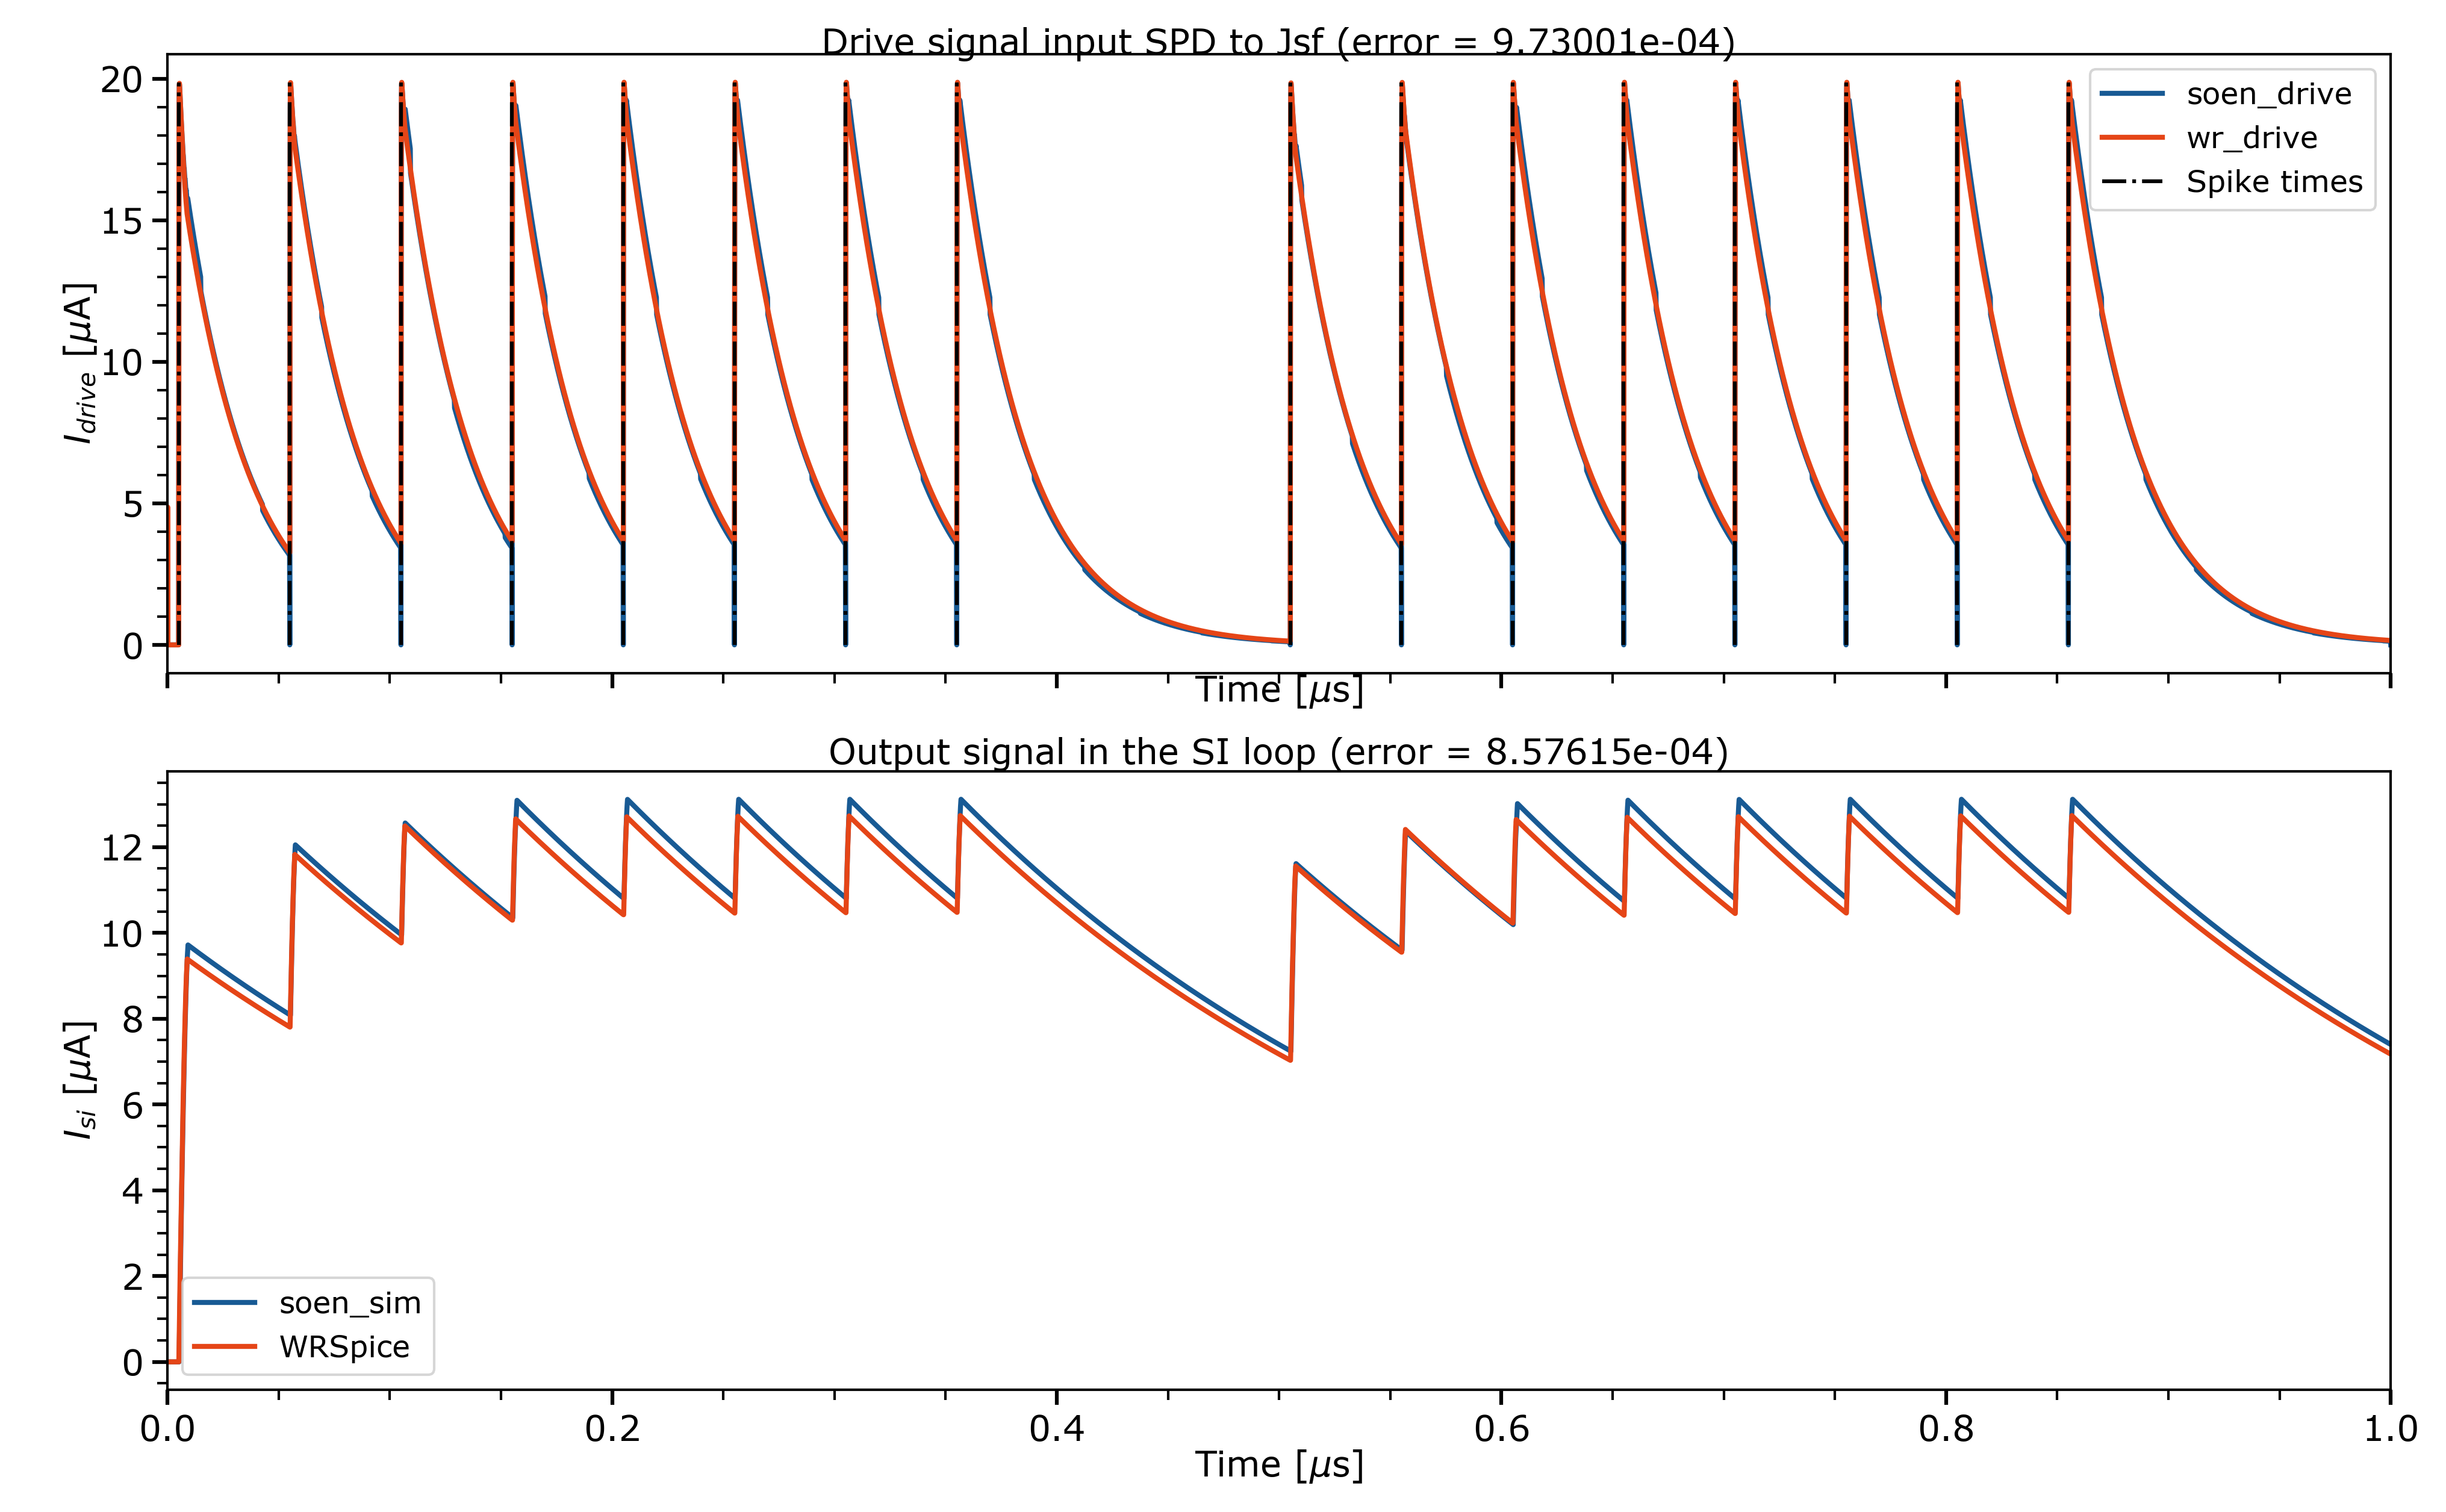 Drive signal input SPD to Jsf (error = 9.73001e-04)
20
15
10
5
0
I_drive [μA]
soen_drive
wr_drive
Spike times
Time [μs]
Output signal in the SI loop (error = 8.57615e-04)
12
10
8
6
4
2
0
I_si [μA]
soen_sim
WRSpice
0.0 0.2 0.4 0.6 0.8 1.0
Time [μs]